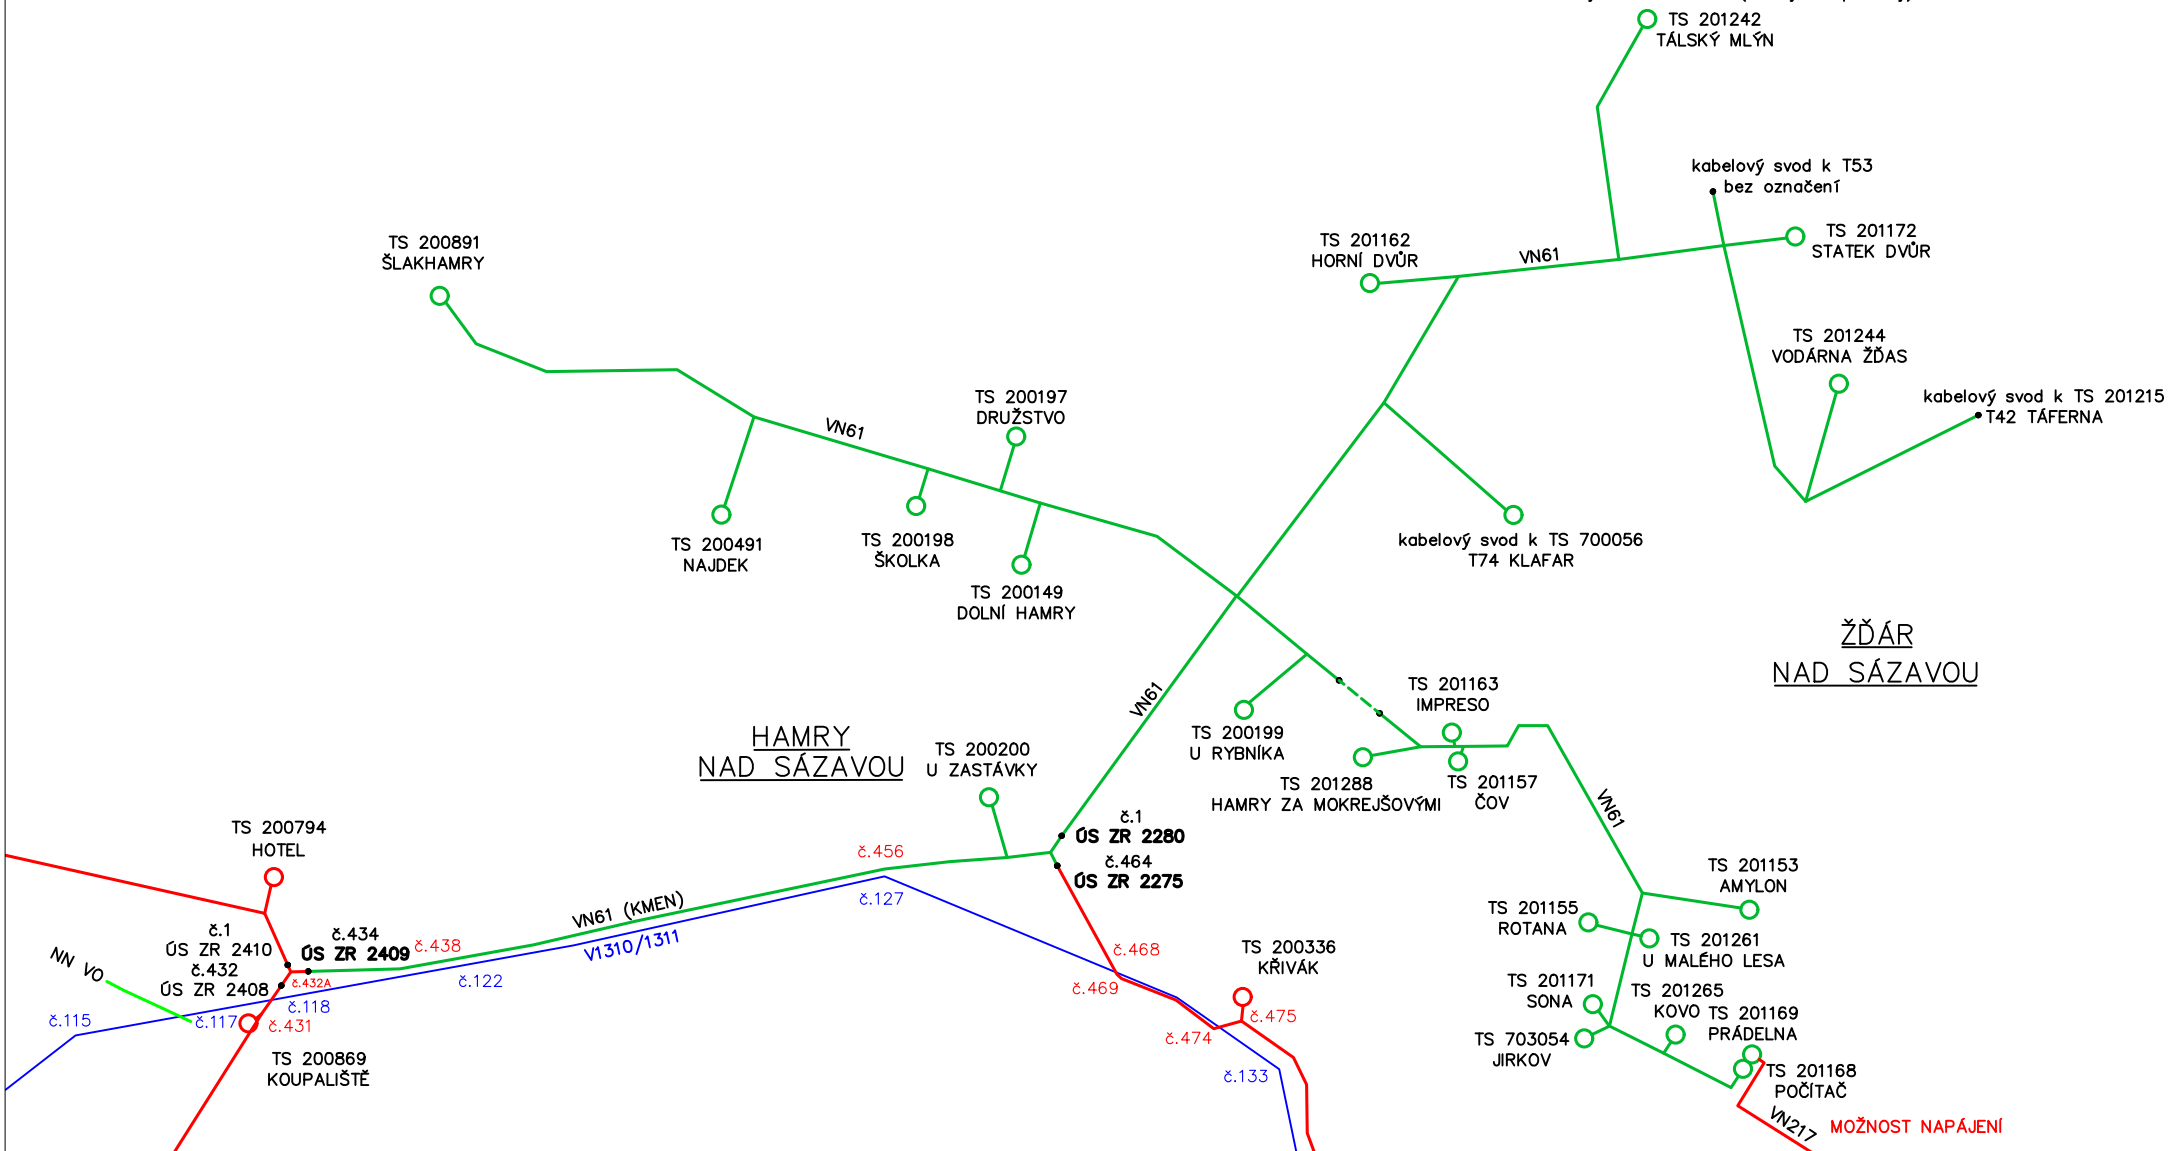 TS 201242
TÁLSKÝ MLÝN
kabelový svod k T53
bez označení
TS 200891
ŠLAKHAMRY
TS 201162
HORNÍ DVŮR
VN61
TS 201172
STATEK DVŮR
TS 201244
VODÁRNA ŽĎAS
kabelový svod k TS 201215
T42 TÁFERNA
TS 200197
DRUŽSTVO
VN61
TS 200491
NAJDEK
TS 200198
ŠKOLKA
TS 200149
DOLNÍ HAMRY
kabelový svod k TS 700056
T74 KLAFAR
ŽĎÁR
NAD SÁZAVOU
VN61
TS 201163
IMPRESO
HAMRY
NAD SÁZAVOU
TS 200200
U ZASTÁVKY
TS 200199
U RYBNÍKA
TS 201288
HAMRY ZA MOKREJŠOVÝMI
TS 201157
ČOV
VN61
č.1
ÚS ZR 2280
č.464
ÚS ZR 2275
TS 200794
HOTEL
č.456
č.127
VN61 (KMEN)
V1310/1311
TS 201153
AMYLON
TS 201155
ROTANA
TS 201261
U MALÉHO LESA
č.1
ÚS ZR 2410
č.432
ÚS ZR 2408
č.434
ÚS ZR 2409
č.438
č.432A
č.122
č.118
NN VO
č.115
č.117
č.431
TS 200869
KOUPALIŠTĚ
č.468
č.469
TS 200336
KŘIVÁK
č.475
č.474
č.133
TS 201171
SONA
TS 201265
KOVO
TS 201169
PRÁDELNA
TS 703054
JIRKOV
TS 201168
POČÍTAČ
VN217
MOŽNOST NAPÁJENÍ